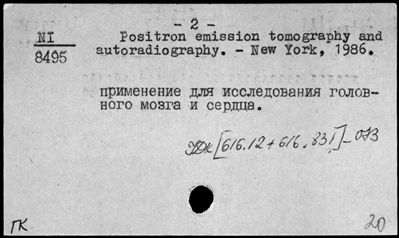 - 2 -
NI
8495
Positron emission tomography and
autoradiography. - New York, 1986.
применение для исследования голов-
ного мозга и сердца.
УДК [616.12+616.831]-073
ГК
20